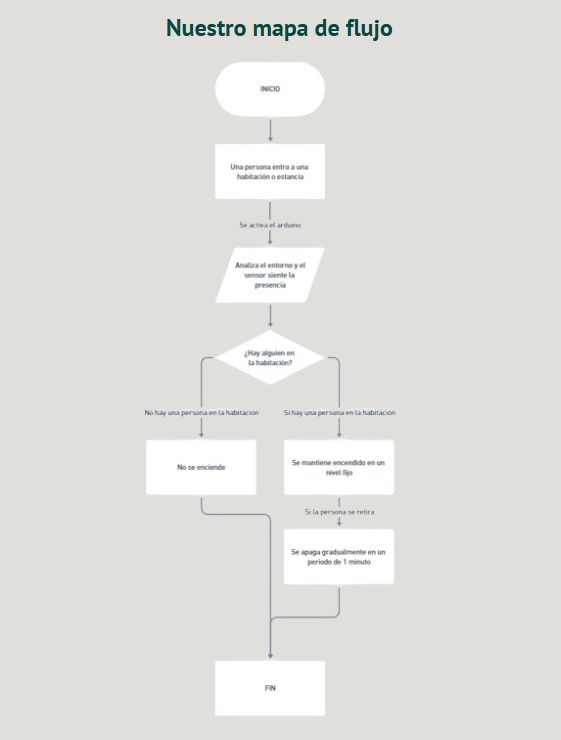 Nuestro mapa de flujo
INICIO
Una persona entra a una
habitación o estancia
Se activa el arduino
Analiza el entorno y el
sensor siente la
presencia
¿Hay alguien en
la habitación?
No hay una persona en la habitación
Si hay una persona en la habitacion
No se enciende
Se mantiene encendido en un
nivel fijo
Si la persona se retira
Se apaga gradualmente en un
periodo de 1 minuto
FIN